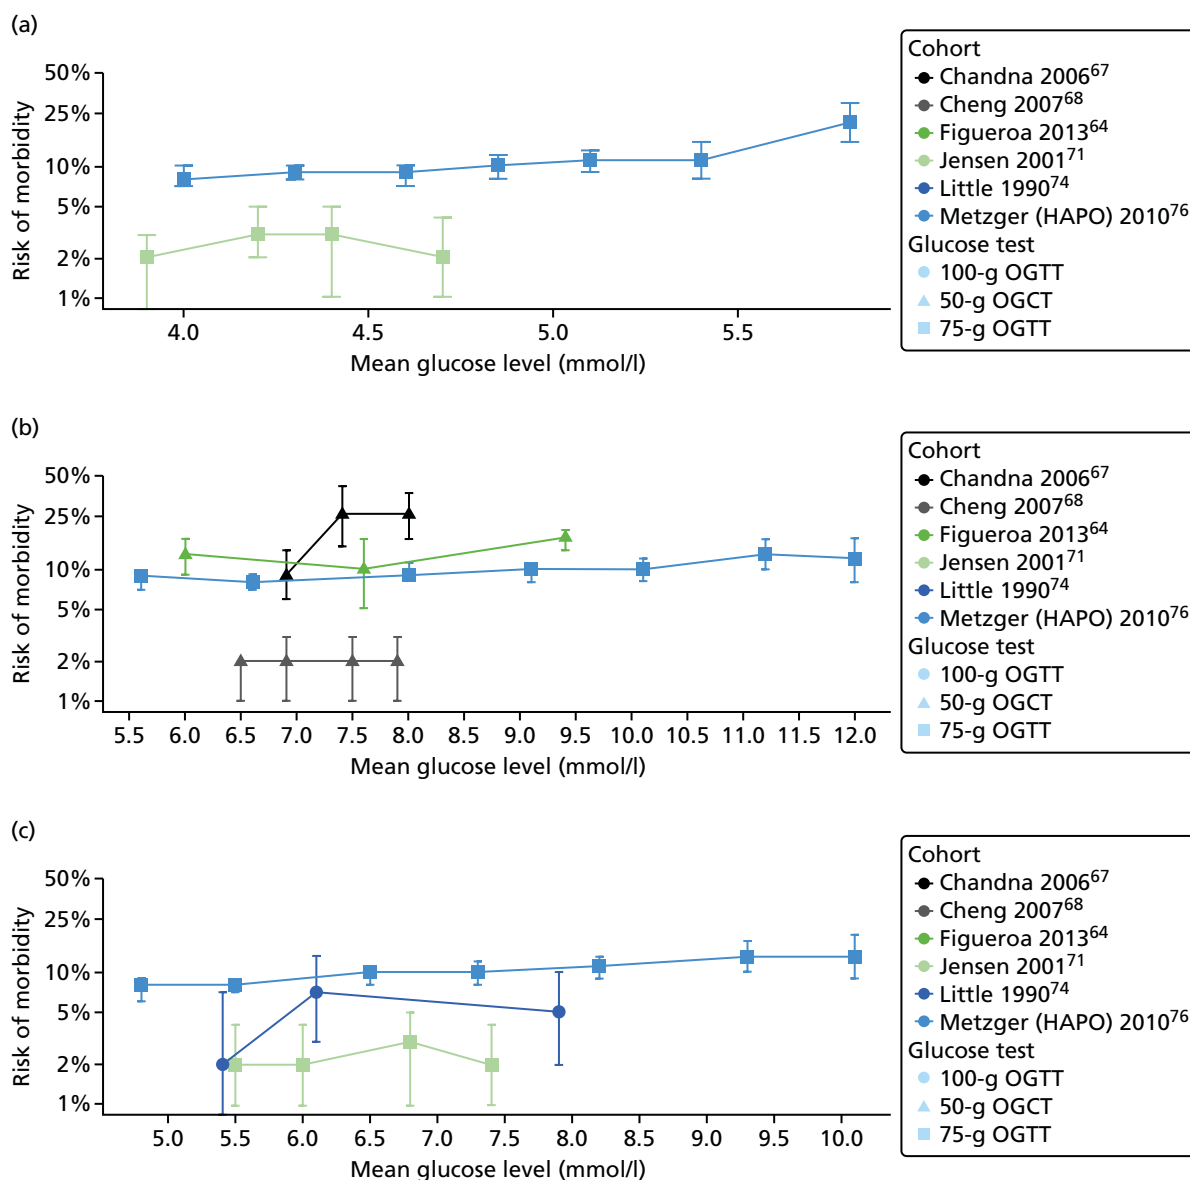 (a)
50%
25%
10%
5%
2%
1%
Risk of morbidity
4.0 4.5 5.0 5.5
Mean glucose level (mmol/l)
Cohort
Chandna 2006⁶⁷
Cheng 2007⁶⁸
Figueroa 2013⁶⁴
Jensen 2001⁷¹
Little 1990⁷⁴
Metzger (HAPO) 2010⁷⁶
Glucose test
100-g OGTT
50-g OGCT
75-g OGTT
(b)
50%
25%
10%
5%
2%
1%
Risk of morbidity
5.5 6.0 6.5 7.0 7.5 8.0 8.5 9.0 9.5 10.0 10.5 11.0 11.5 12.0
Mean glucose level (mmol/l)
Cohort
Chandna 2006⁶⁷
Cheng 2007⁶⁸
Figueroa 2013⁶⁴
Jensen 2001⁷¹
Little 1990⁷⁴
Metzger (HAPO) 2010⁷⁶
Glucose test
100-g OGTT
50-g OGCT
75-g OGTT
(c)
50%
25%
10%
5%
2%
1%
Risk of morbidity
5.0 5.5 6.0 6.5 7.0 7.5 8.0 8.5 9.0 9.5 10.0
Mean glucose level (mmol/l)
Cohort
Chandna 2006⁶⁷
Cheng 2007⁶⁸
Figueroa 2013⁶⁴
Jensen 2001⁷¹
Little 1990⁷⁴
Metzger (HAPO) 2010⁷⁶
Glucose test
100-g OGTT
50-g OGCT
75-g OGTT